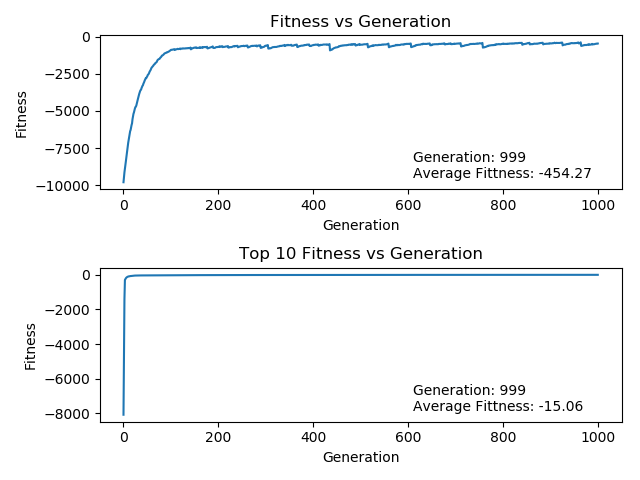 Fitness vs Generation
0
−2500
−5000
−7500
−10000
Fitness
Generation: 999
Average Fittness: -454.27
0 200 400 600 800 1000
Generation
Top 10 Fitness vs Generation
0
−2000
−4000
−6000
−8000
Fitness
Generation: 999
Average Fittness: -15.06
0 200 400 600 800 1000
Generation